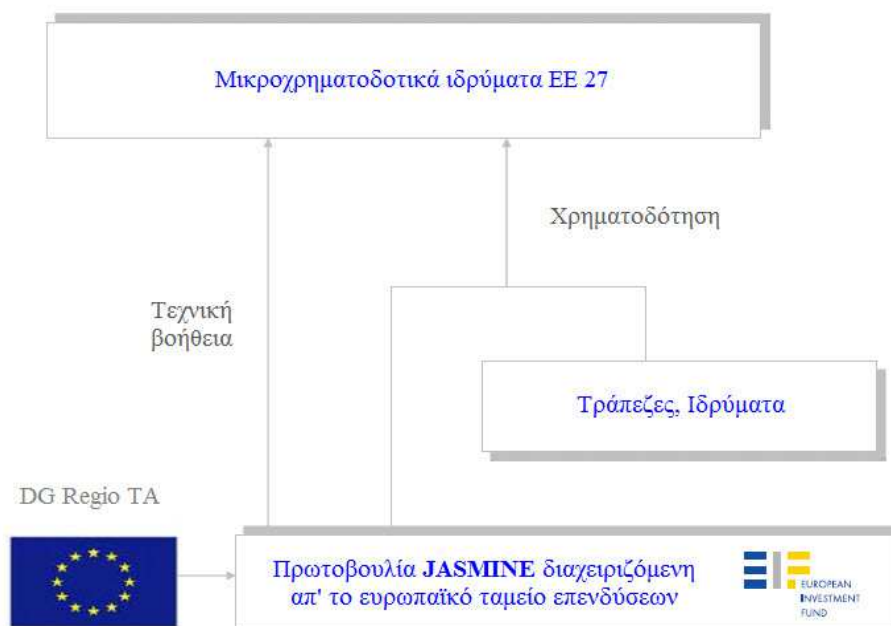 Μικροχρηματοδοτικά ιδρύματα ΕΕ 27
Χρηματοδότηση
Τεχνική
βοήθεια
Τράπεζες, Ιδρύματα
DG Regio TA
Πρωτοβουλία JASMINE διαχειριζόμενη
απ' το ευρωπαϊκό ταμείο επενδύσεων
EIF
EUROPEAN
INVESTMENT
FUND